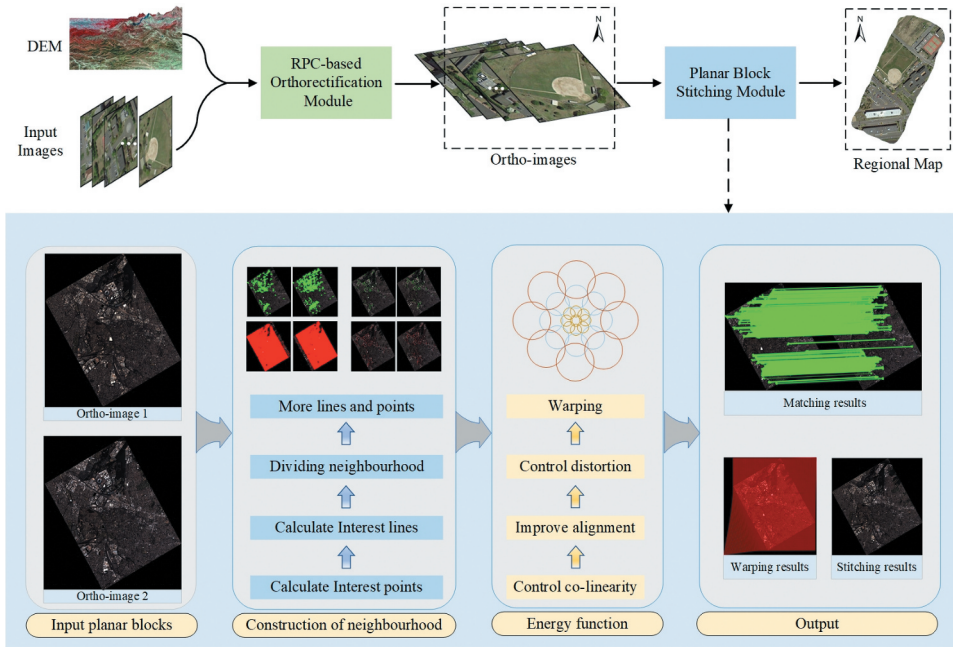 DEM
Input
Images
RPC-based
Orthorectification
Module
N
Ortho-images
Planar Block
Stitching Module
N
Regional Map
Ortho-image 1
Ortho-image 2
Input planar blocks
More lines and points
Dividing neighbourhood
Calculate Interest lines
Calculate Interest points
Construction of neighbourhood
Warping
Control distortion
Improve alignment
Control co-linearity
Energy function
Matching results
Warping results
Stitching results
Output